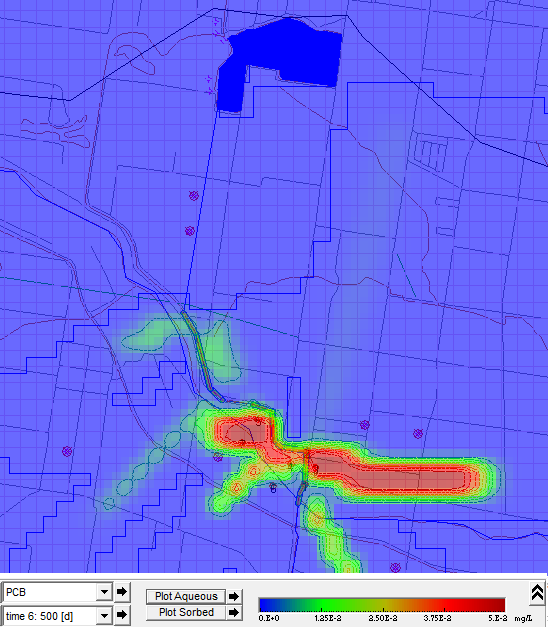 PCB
time 6: 500 [d]
Plot Aqueous
Plot Sorbed
0.E+0 1.25E-2 2.50E-2 3.75E-2 5.E-2 mg/L